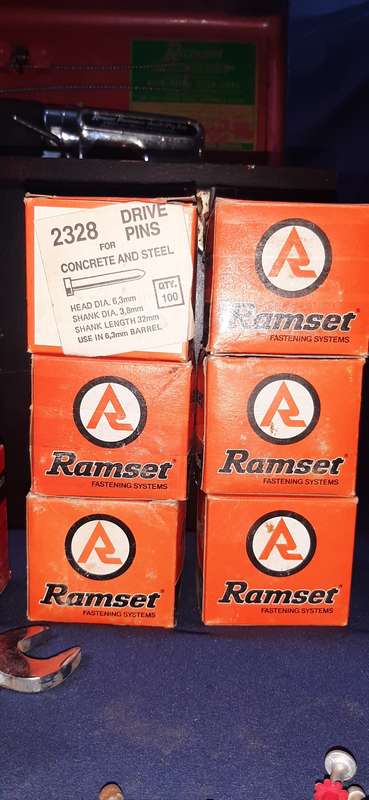 2328 DRIVE PINS
FOR
CONCRETE AND STEEL
HEAD DIA. 6,3mm
SHANK DIA. 3,8mm
SHANK LENGTH 32mm
USE IN 6,3mm BARREL
QTY.
100
Ramset
FASTENING SYSTEMS
Ramset
FASTENING SYSTEMS
Ramset
FASTENING SYSTEMS
Ramset
FASTENING SYSTEMS
Ramset
FASTENING SYSTEMS